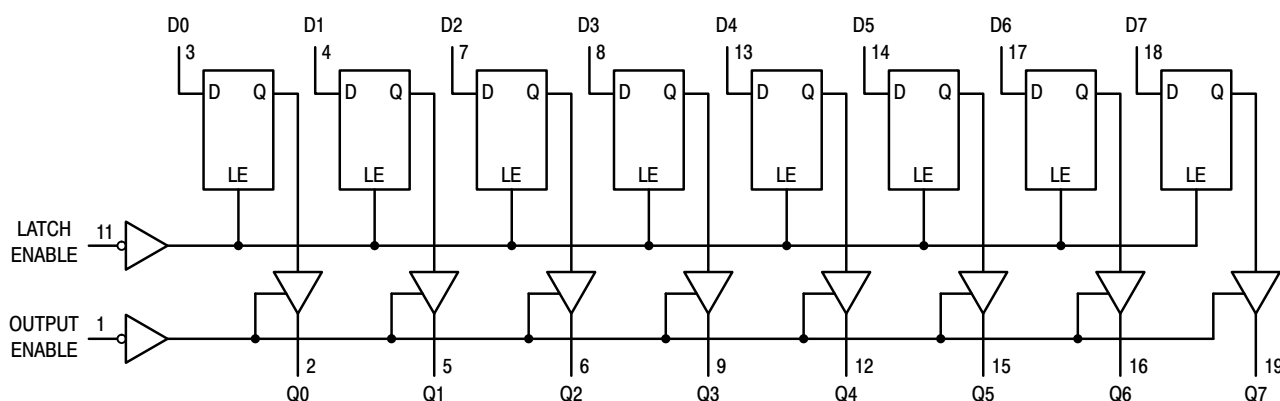 D0 D1 D2 D3 D4 D5 D6 D7
3 4 7 8 13 14 17 18
D Q D Q D Q D Q D Q D Q D Q D Q
LE LE LE LE LE LE LE LE
LATCH
ENABLE
11
OUTPUT
ENABLE
1
2 5 6 9 12 15 16 19
Q0 Q1 Q2 Q3 Q4 Q5 Q6 Q7